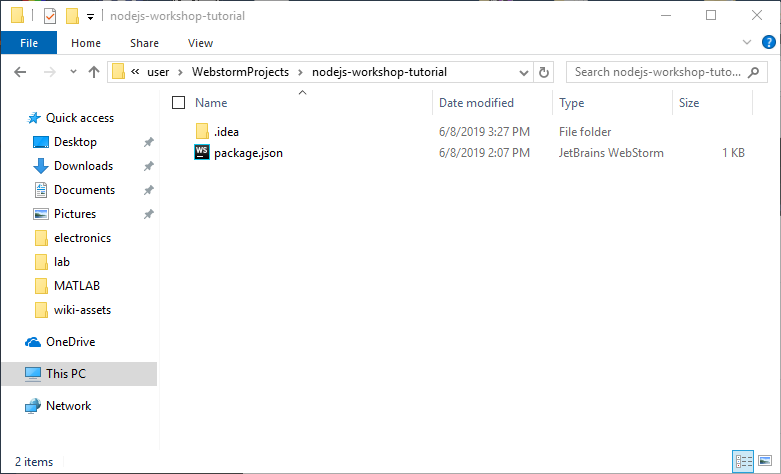 nodejs-workshop-tutorial
File Home Share View
« user > WebstormProjects > nodejs-workshop-tutorial
Search nodejs-workshop-tuto...
Name Date modified Type Size
.idea 6/8/2019 3:27 PM File folder
WS package.json 6/8/2019 2:07 PM JetBrains WebStorm 1 KB
Quick access
Desktop
Downloads
Documents
Pictures
electronics
lab
MATLAB
wiki-assets
OneDrive
This PC
Network
2 items